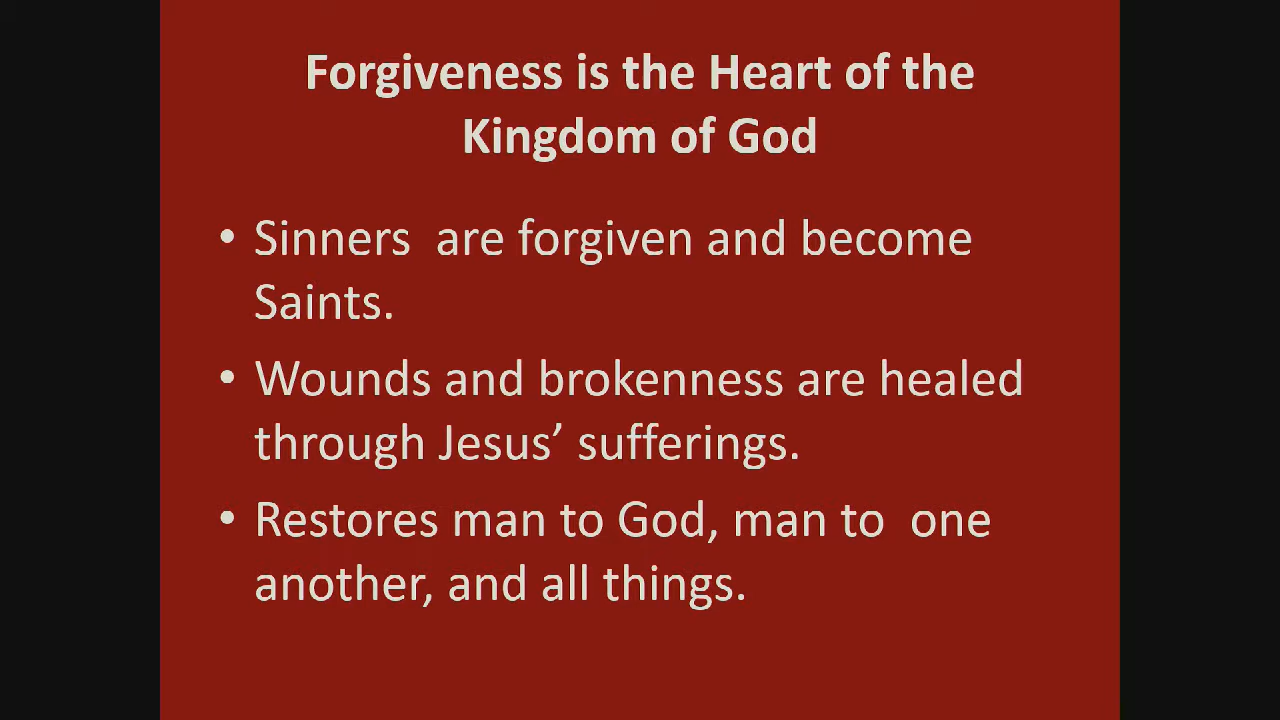 Forgiveness is the Heart of the
Kingdom of God
• Sinners  are forgiven and become
Saints.
• Wounds and brokenness are healed
through Jesus’ sufferings.
• Restores man to God, man to  one
another, and all things.